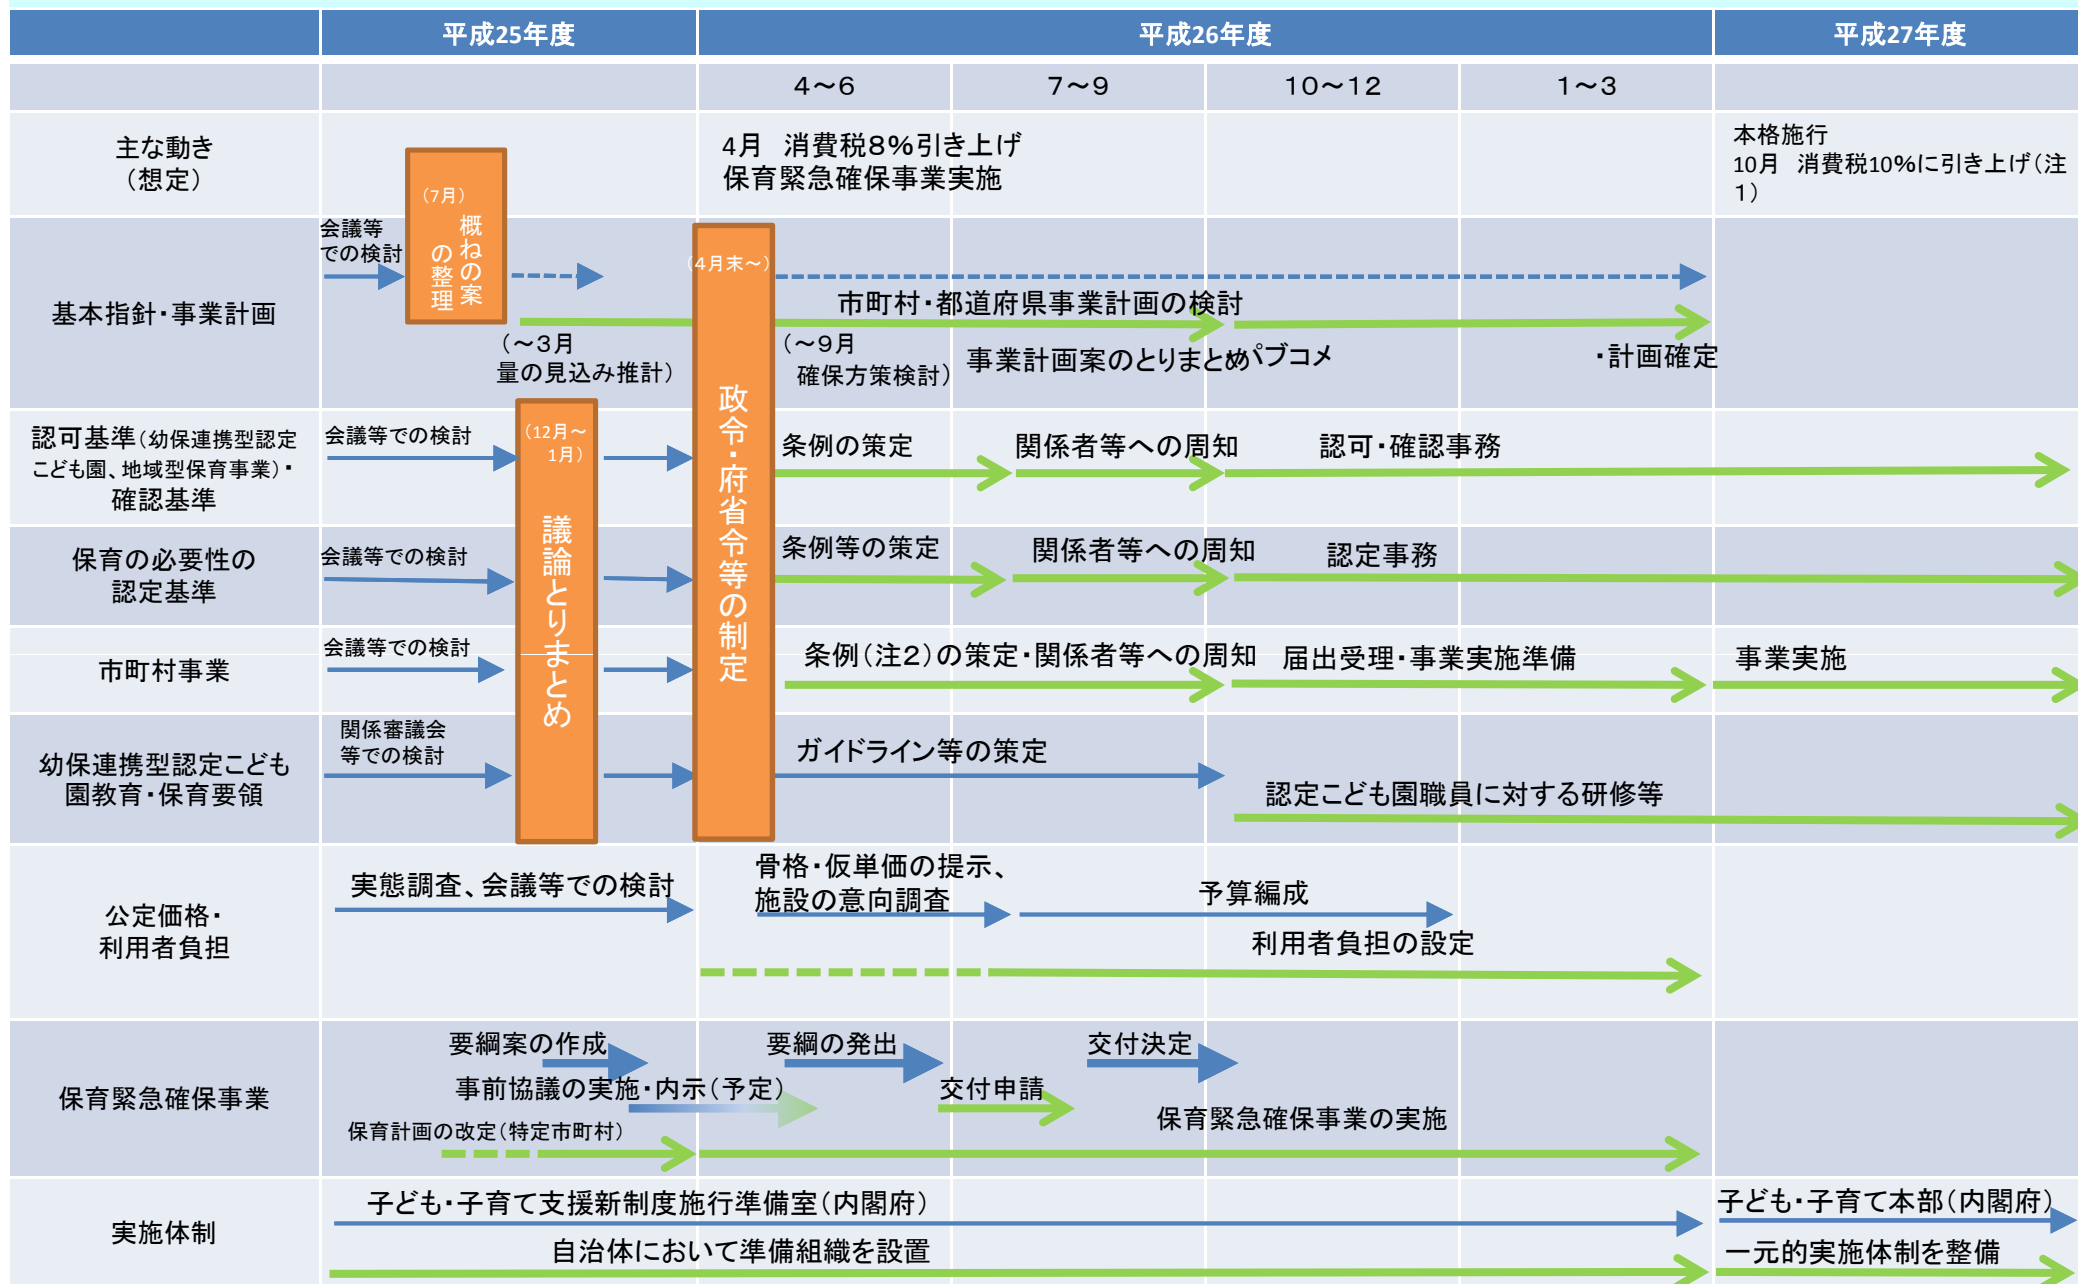 平成25年度
平成26年度
平成27年度
4～6
7～9
10～12
1～3
主な動き
（想定）
4月　消費税8％引き上げ
保育緊急確保事業実施
本格施行
10月　消費税10％に引き上げ（注
1）
基本指針・事業計画
会議等
での検討
（7月）
概ねの案
の整理
（4月末～）
政令・府省令等の制定
市町村・都道府県事業計画の検討
（～3月
量の見込み推計）
（～9月
確保方策検討）
事業計画案のとりまとめ
パブコメ
・計画確定
認可基準（幼保連携型認定
こども園、地域型保育事業）・
確認基準
会議等での検討
（12月～
1月）
議論とりまとめ
条例の策定
関係者等への周知
認可・確認事務
保育の必要性の
認定基準
会議等での検討
条例等の策定
関係者等への周知
認定事務
市町村事業
会議等での検討
条例（注2）の策定・関係者等への周知
届出受理・事業実施準備
事業実施
幼保連携型認定こども
園教育・保育要領
関係審議会
等での検討
ガイドライン等の策定
認定こども園職員に対する研修等
公定価格・
利用者負担
実態調査、会議等での検討
骨格・仮単価の提示、
施設の意向調査
予算編成
利用者負担の設定
保育緊急確保事業
要綱案の作成
要綱の発出
交付決定
事前協議の実施・内示（予定）
交付申請
保育計画の改定（特定市町村）
保育緊急確保事業の実施
実施体制
子ども・子育て支援新制度施行準備室（内閣府）
子ども・子育て本部（内閣府）
自治体において準備組織を設置
一元的実施体制を整備